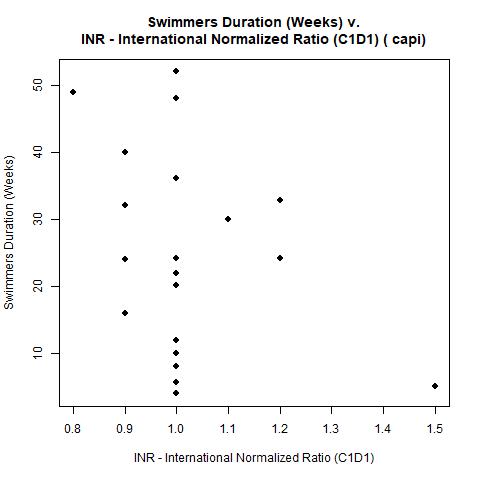 Swimmers Duration (Weeks) v.
INR - International Normalized Ratio (C1D1) ( capi)
Swimmers Duration (Weeks)
50
40
30
20
10
0.8 0.9 1.0 1.1 1.2 1.3 1.4 1.5
INR - International Normalized Ratio (C1D1)